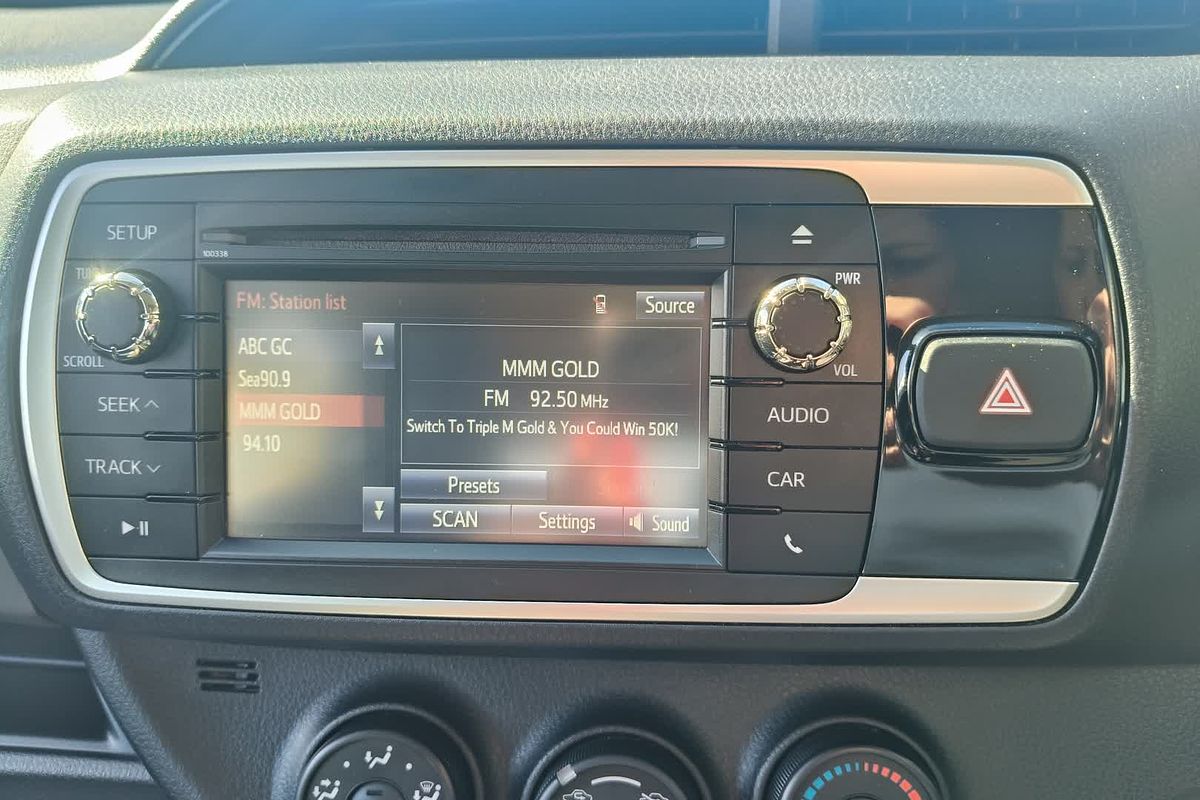 SETUP
100338
TUNE
SCROLL
SEEK
TRACK
FM: Station list
Source
ABC GC
Sea90.9
MMM GOLD
94.10
MMM GOLD
FM 92.50 MHz
Switch To Triple M Gold & You Could Win 50K!
Presets
SCAN
Settings
Sound
PWR
VOL
AUDIO
CAR